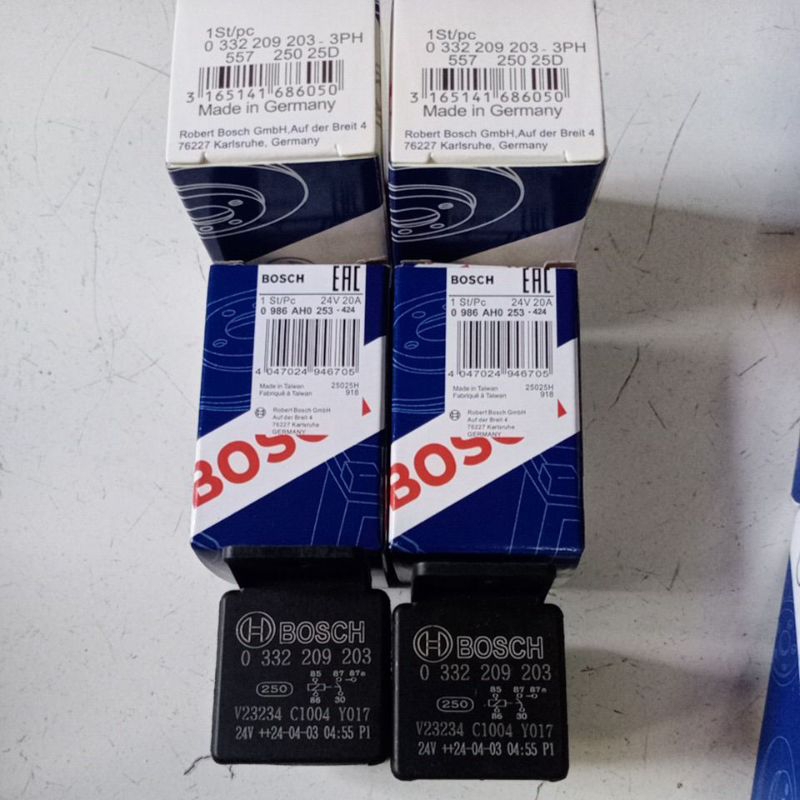 1St/pc
0 332 209 203 - 3PH
557 250 25D
3 165141 686050
Made in Germany
Robert Bosch GmbH,Auf der Breit 4
76227 Karlsruhe, Germany
1St/pc
0 332 209 203 - 3PH
557 250 25D
3 165141 686050
Made in Germany
Robert Bosch GmbH,Auf der Breit 4
76227 Karlsruhe, Germany
BOSCH EAC
1 St/Pc 24V 20A
0 986 AH0 253 - 424
4 047024 946705
Made in Taiwan 25025H
Fabriqué à Taiwan 918
Robert Bosch GmbH
Auf der Breit 4
76227 Karlsruhe
GERMANY
BOSCH
BOSCH EAC
1 St/Pc 24V 20A
0 986 AH0 253 - 424
4 047024 946705
Made in Taiwan 25025H
Fabriqué à Taiwan 918
Robert Bosch GmbH
Auf der Breit 4
76227 Karlsruhe
GERMANY
BOSCH
BOSCH
0 332 209 203
85 87 87a
250
86 30
V23234 C1004 Y017
24V ++24-04-03 04:55 P1
BOSCH
0 332 209 203
85 87 87a
250
86 30
V23234 C1004 Y017
24V ++24-04-03 04:55 P1